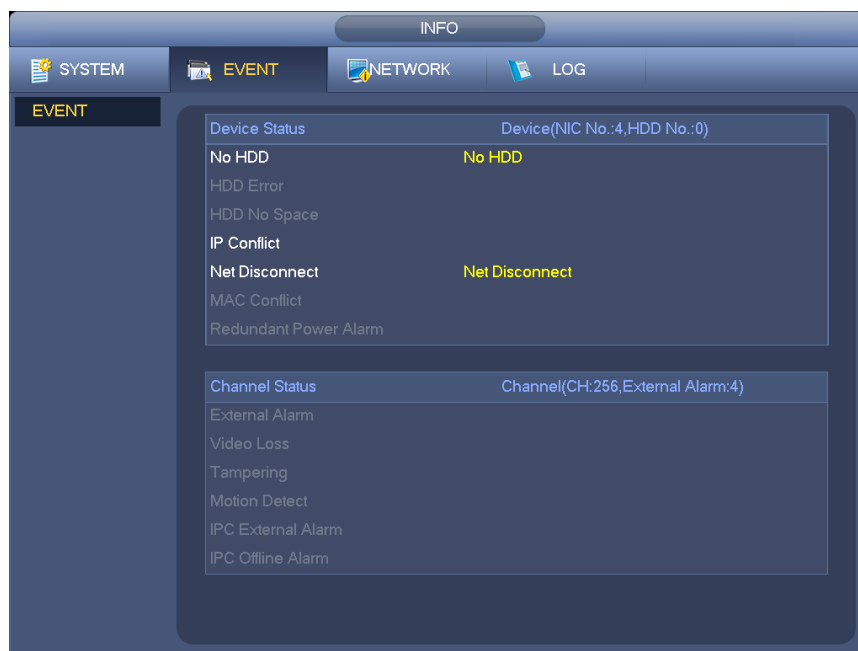 INFO
SYSTEM EVENT NETWORK LOG
EVENT
Device Status Device(NIC No.:4,HDD No.:0)
No HDD No HDD
HDD Error
HDD No Space
IP Conflict
Net Disconnect Net Disconnect
MAC Conflict
Redundant Power Alarm
Channel Status Channel(CH:256,External Alarm:4)
External Alarm
Video Loss
Tampering
Motion Detect
IPC External Alarm
IPC Offline Alarm